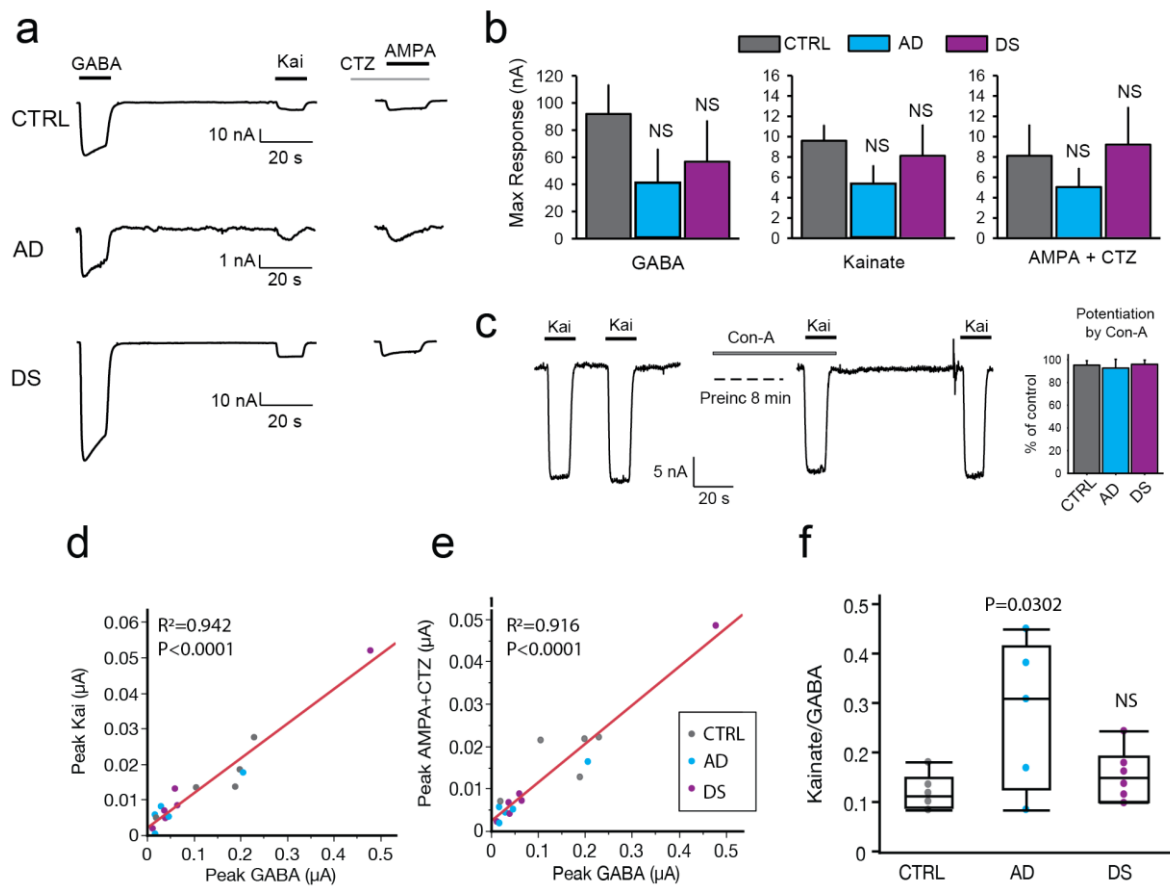 a
GABA
Kai
CTZ
AMPA
CTRL
10 nA
20 s
AD
1 nA
20 s
DS
10 nA
20 s
b
CTRL
AD
DS
Max Response (nA)
120
100
80
60
40
20
0
NS
NS
GABA
16
14
12
10
8
6
4
2
0
NS
NS
Kainate
16
14
12
10
8
6
4
2
0
NS
NS
AMPA + CTZ
c
Kai
Kai
Con-A
Preinc 8 min
Kai
Kai
5 nA
20 s
Potentiation
by Con-A
% of control
100
80
60
40
20
0
CTRL
AD
DS
d
R²=0.942
P<0.0001
Peak Kai (µA)
0.06
0.05
0.04
0.03
0.02
0.01
0
0
0.1
0.2
0.3
0.4
0.5
Peak GABA (µA)
e
R²=0.916
P<0.0001
Peak AMPA+CTZ (µA)
0.05
0.04
0.03
0.02
0.01
0
CTRL
AD
DS
0
0.1
0.2
0.3
0.4
0.5
Peak GABA (µA)
f
Kainate/GABA
0.5
0.4
0.3
0.2
0.1
0
P=0.0302
NS
CTRL
AD
DS